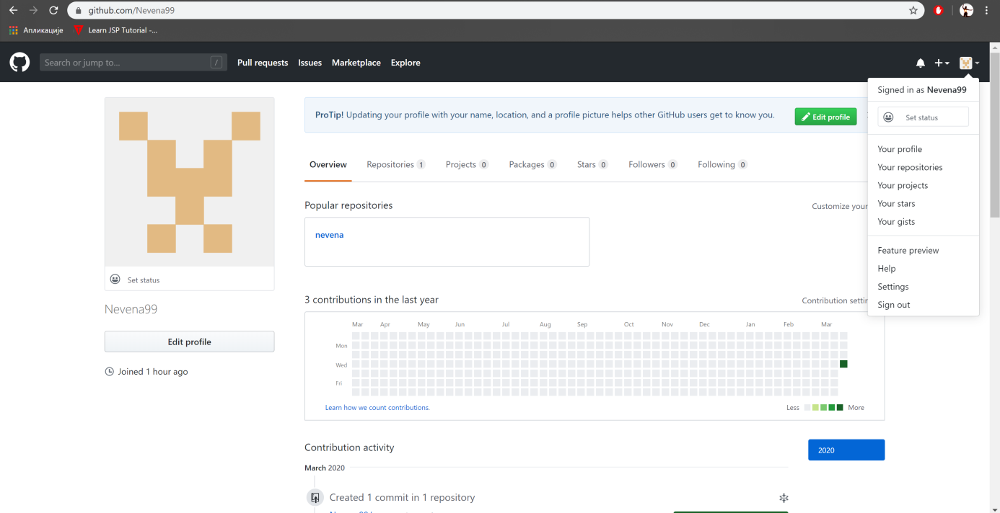 github.com/Nevena99
Апликације
Learn JSP Tutorial -...
Search or jump to...
/
Pull requests
Issues
Marketplace
Explore
Signed in as Nevena99
Set status
Your profile
Your repositories
Your projects
Your stars
Your gists
Feature preview
Help
Settings
Sign out
ProTip! Updating your profile with your name, location, and a profile picture helps other GitHub users get to know you.
Edit profile
Overview
Repositories 1
Projects 0
Packages 0
Stars 0
Followers 0
Following 0
Set status
Nevena99
Edit profile
Joined 1 hour ago
Popular repositories
Customize your
nevena
3 contributions in the last year
Contribution
Mar Apr May Jun Jul Aug Sep Oct Nov Dec Jan Feb Mar
Mon
Wed
Fri
Learn how we count contributions.
Less
More
Contribution activity
2020
March 2020
Created 1 commit in 1 repository